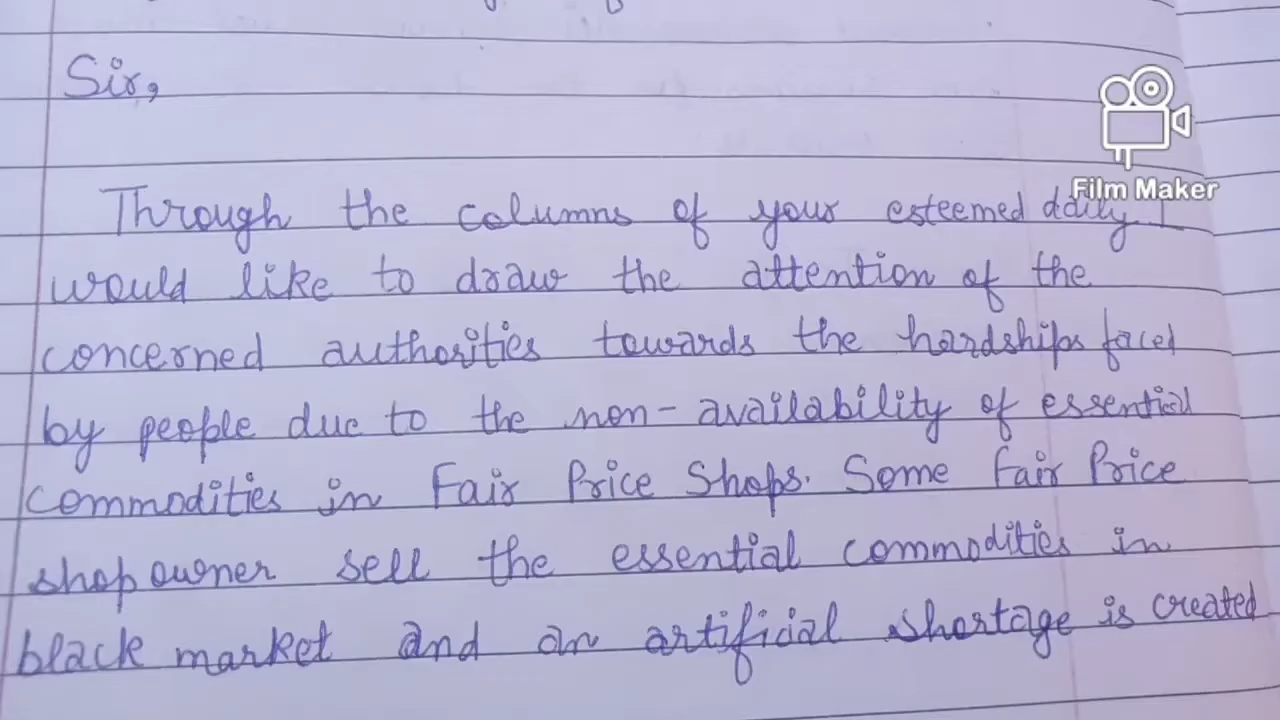 Sir,
Film Maker
Through the columns of your esteemed daily I
would like to draw the attention of the
concerned authorities towards the hardships faced
by people due to the non-availability of essential
commodities in Fair Price Shops. Some Fair Price
shop owner sell the essential commodities in
black market and an artificial shortage is created